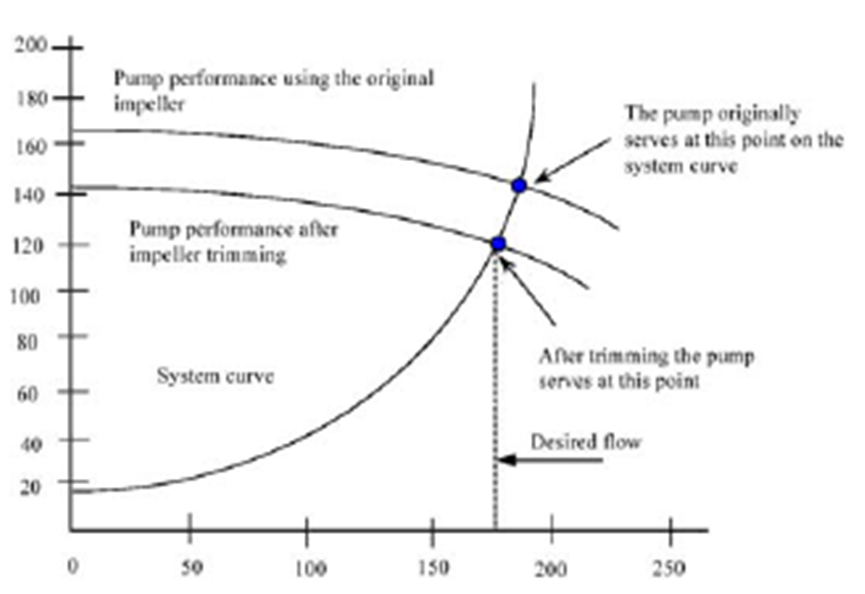 200
Pump performance using the original
impeller
180
The pump originally
serves at this point on the
system curve
160
140
Pump performance after
impeller trimming
120
100
80
After trimming the pump
serves at this point
System curve
60
Desired flow
40
20
0
50
100
150
200
250